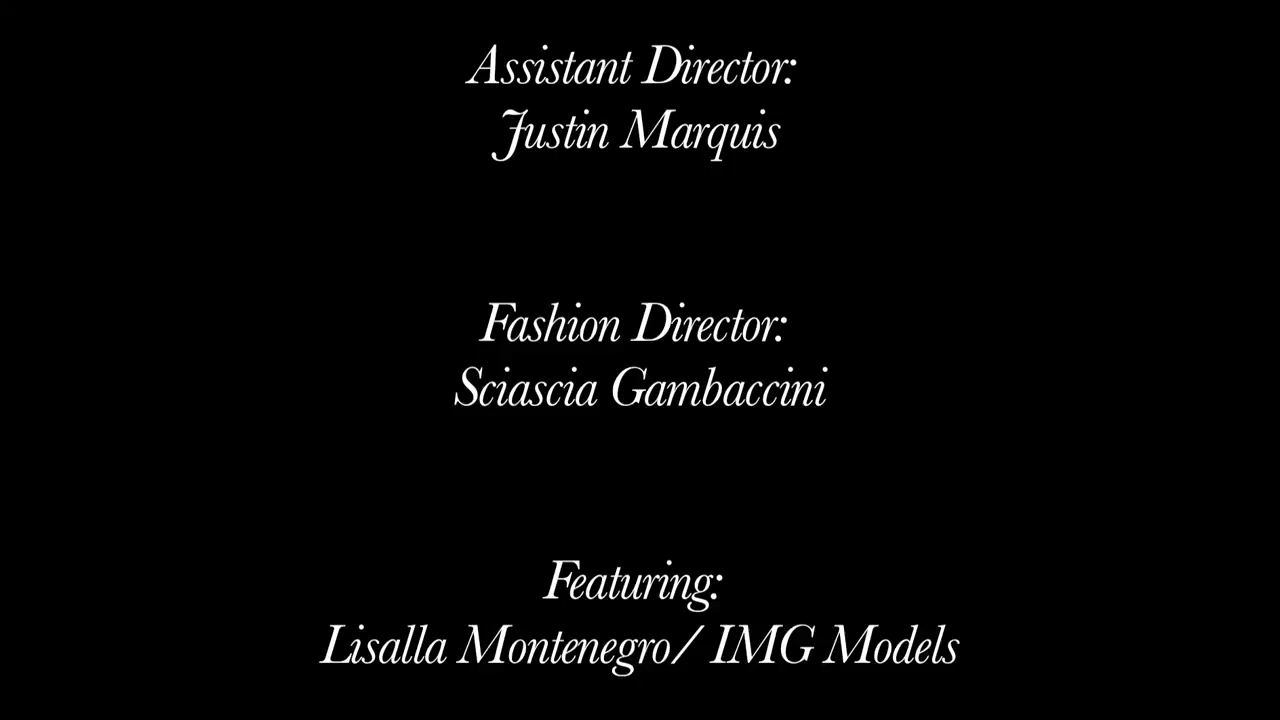 Assistant Director:
Justin Marquis
Fashion Director:
Sciascia Gambaccini
Featuring:
Lisalla Montenegro/ IMG Models